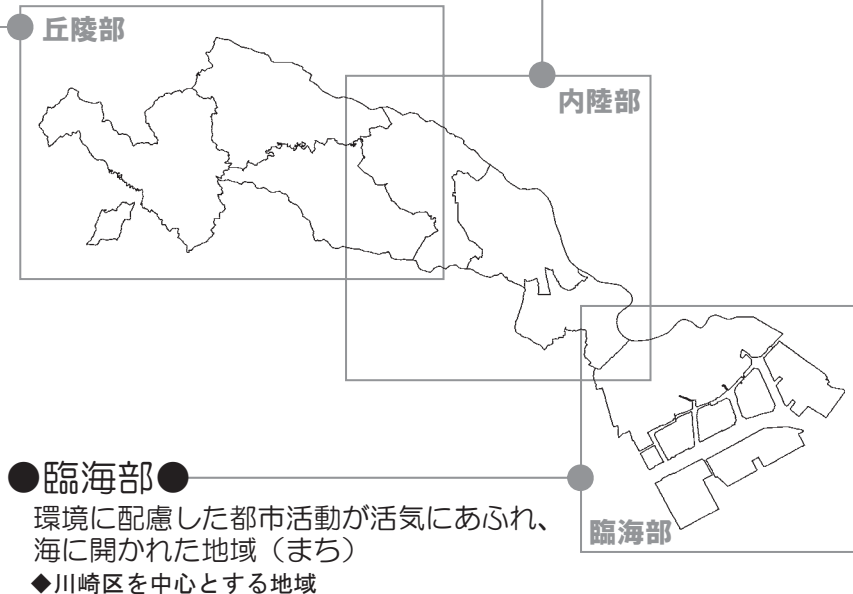 丘陵部
内陸部
臨海部
●臨海部●
環境に配慮した都市活動が活気にあふれ、
海に開かれた地域（まち）
◆川崎区を中心とする地域